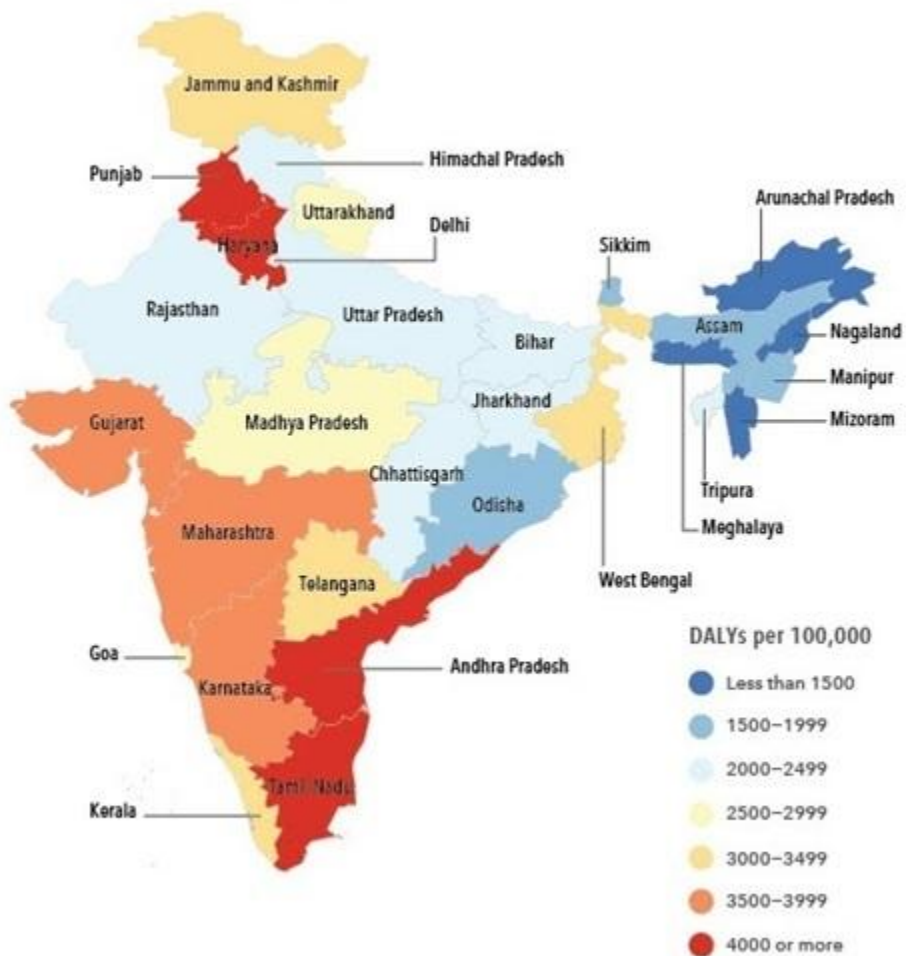 Jammu and Kashmir
Himachal Pradesh
Punjab
Uttarakhand
Arunachal Pradesh
Haryana
Delhi
Sikkim
Rajasthan
Uttar Pradesh
Assam
Nagaland
Bihar
Manipur
Jharkhand
Gujarat
Madhya Pradesh
Mizoram
Chhattisgarh
Tripura
Odisha
Meghalaya
Maharashtra
Telangana
West Bengal
Goa
Andhra Pradesh
Karnataka
Tamil Nadu
Kerala
DALYs per 100,000
Less than 1500
1500–1999
2000–2499
2500–2999
3000–3499
3500–3999
4000 or more